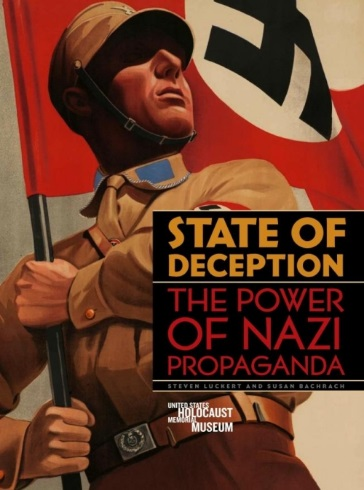 STATE OF
DECEPTION
THE POWER
OF NAZI
PROPAGANDA
STEVEN LUCKERT AND SUSAN BACHRACH
UNITED STATES
HOLOCAUST
MEMORIAL
MUSEUM